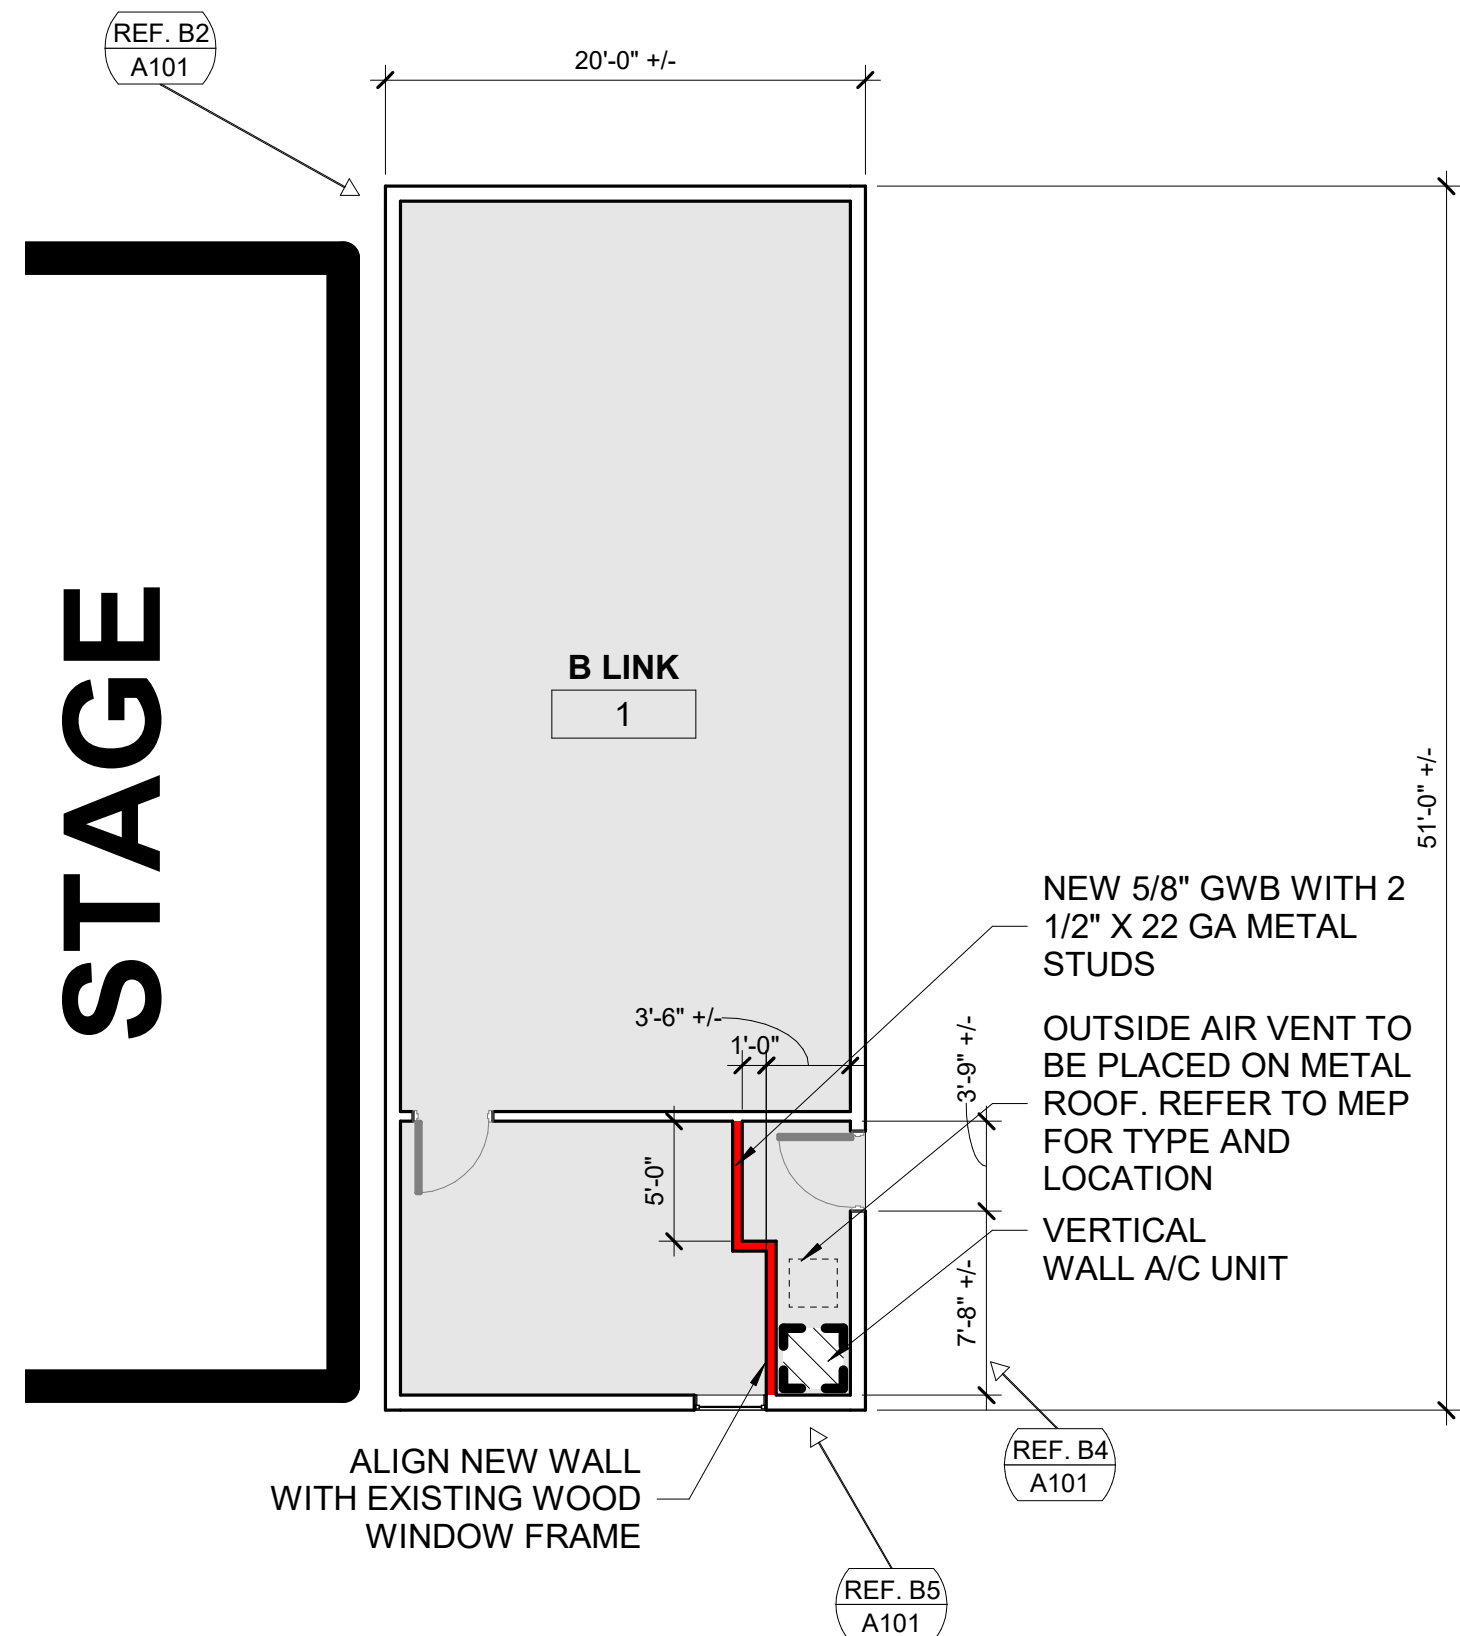 REF. B2
A101
20'-0" +/-
STAGE
B LINK
1
51'-0" +/-
NEW 5/8" GWB WITH 2
1/2" X 22 GA METAL
STUDS
3'-6" +/-
1'-0"
3'-9" +/-
OUTSIDE AIR VENT TO
BE PLACED ON METAL
ROOF. REFER TO MEP
FOR TYPE AND
LOCATION
5'-0"
VERTICAL
WALL A/C UNIT
7'-8" +/-
ALIGN NEW WALL
WITH EXISTING WOOD
WINDOW FRAME
REF. B4
A101
REF. B5
A101